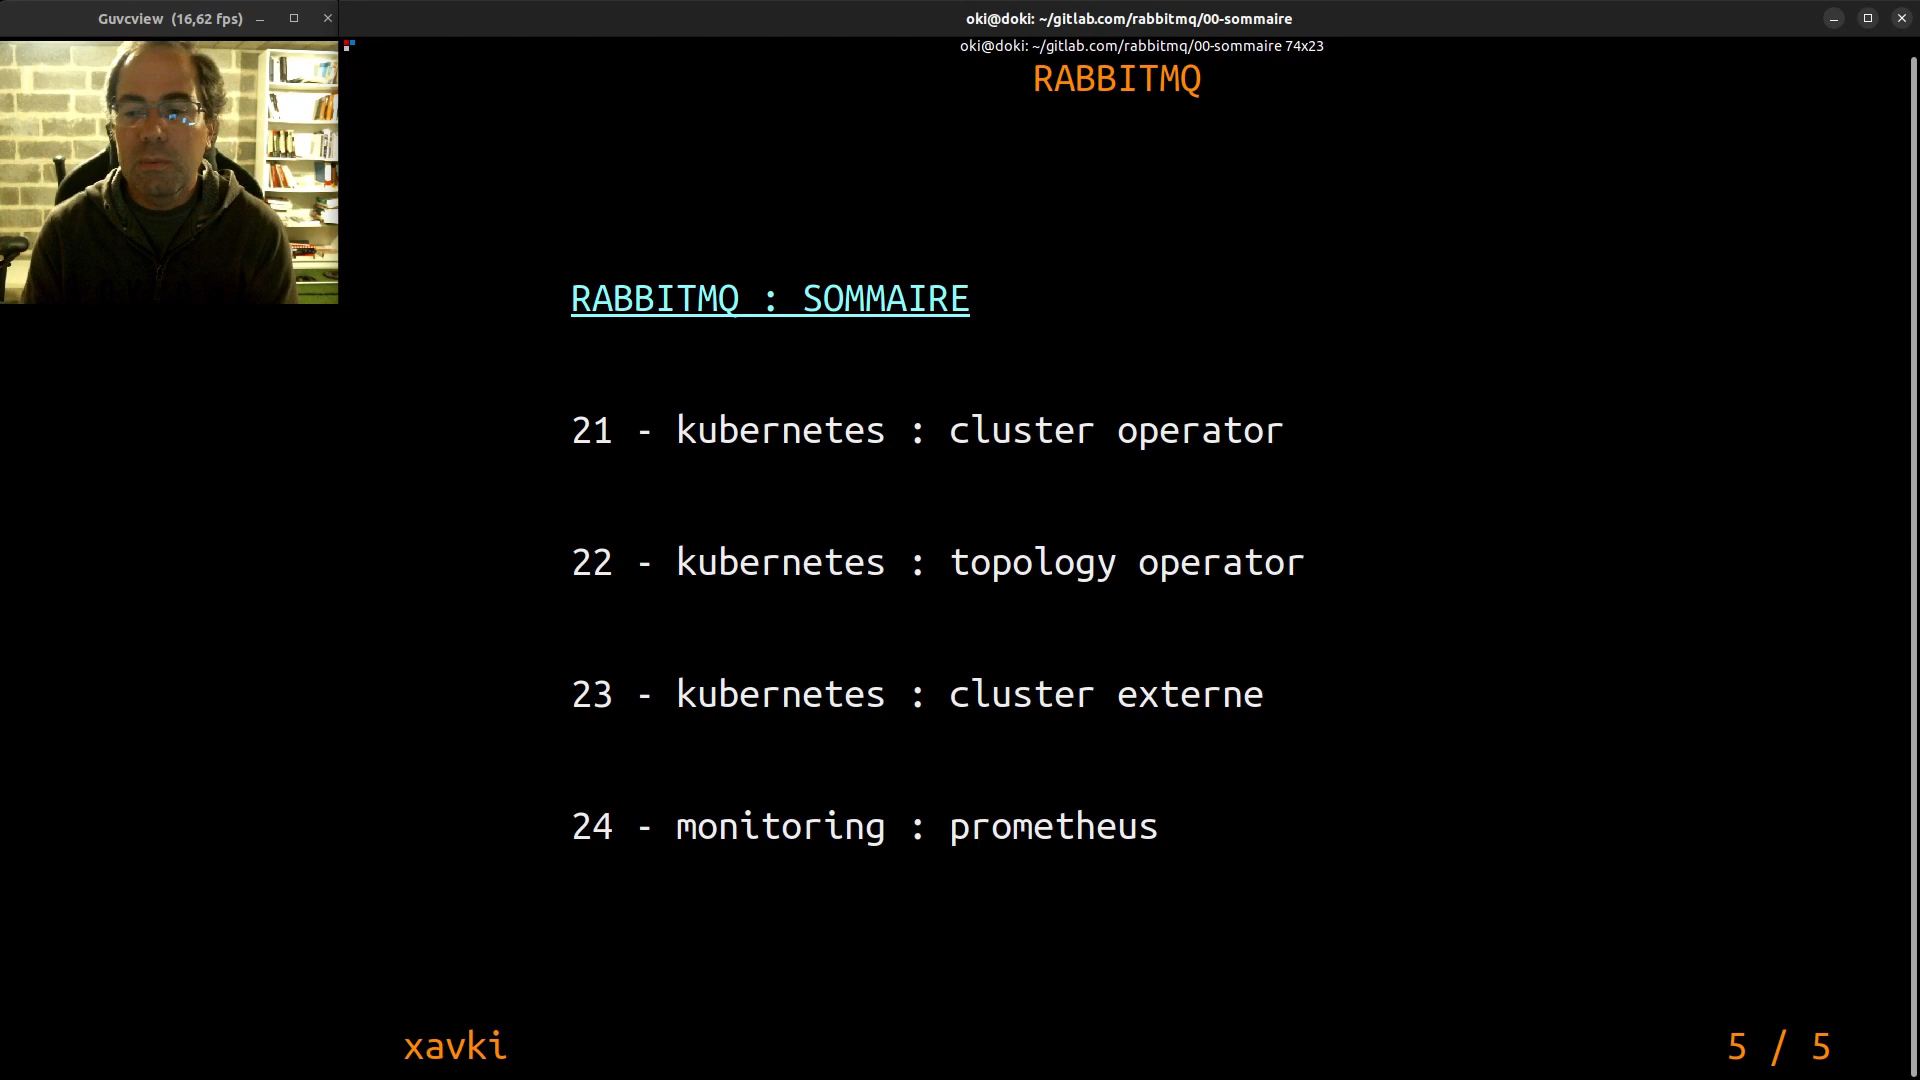 Guvcview (16,62 fps)
oki@doki: ~/gitlab.com/rabbitmq/00-sommaire
oki@doki: ~/gitlab.com/rabbitmq/00-sommaire 74x23
RABBITMQ
RABBITMQ : SOMMAIRE
21 - kubernetes : cluster operator
22 - kubernetes : topology operator
23 - kubernetes : cluster externe
24 - monitoring : prometheus
xavki
5 / 5